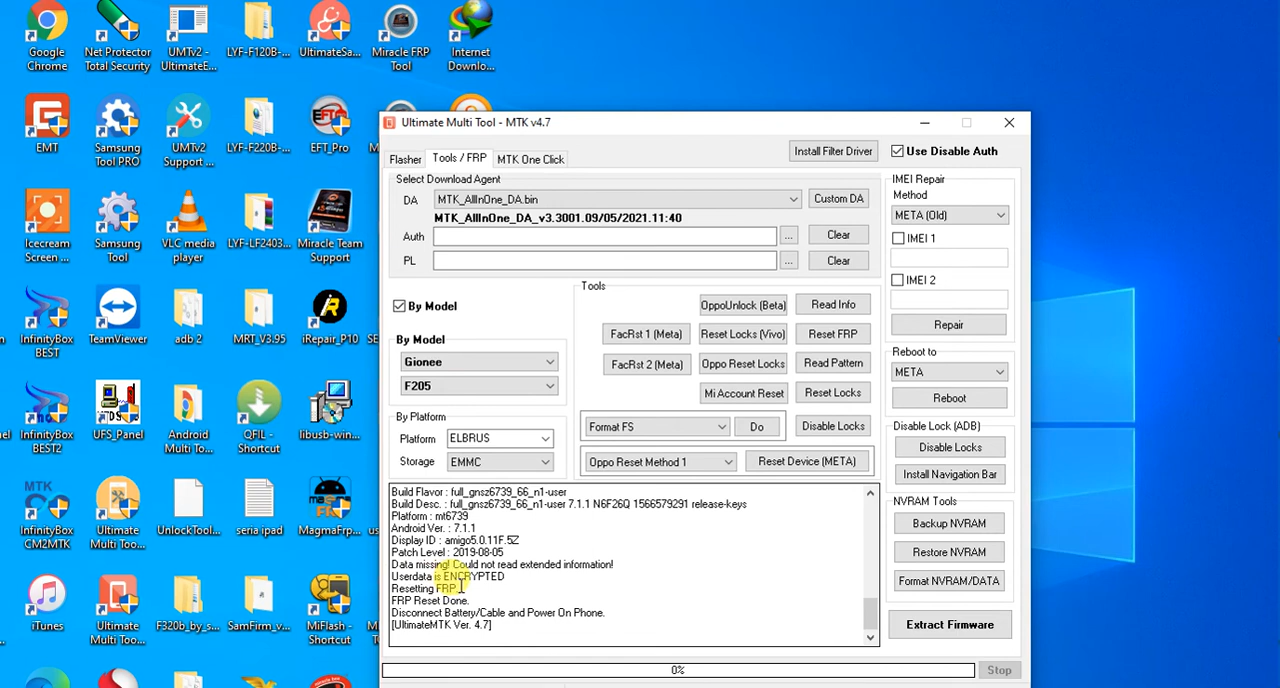 Google
Chrome
Net Protector
Total Security
UMTv2 -
UltimateE...
LYF-F120B-...
UltimateSa...
Miracle FRP
Tool
Internet
Downlo...
EMT
Samsung
Tool PRO
UMTv2
Support ...
LYF-F220B-...
EFT_Pro
Icecream
Screen ...
Samsung
Tool
VLC media
player
LYF-LF2403...
Miracle Team
Support
InfinityBox
BEST
TeamViewer
adb 2
MRT_V3.95
iRepair_P10
InfinityBox
BEST2
UFS_Panel
Android
Multi To...
QFIL -
Shortcut
libusb-win...
MTK
InfinityBox
CM2MTK
Ultimate
Multi Too...
UnlockTool...
seria ipad
MagmaFrp...
iTunes
Ultimate
Multi Too...
F320b_by_s...
SamFirm_v...
MiFlash -
Shortcut
Ultimate Multi Tool - MTK v4.7
Flasher
Tools / FRP
MTK One Click
Install Filter Driver
Use Disable Auth
Select Download Agent
DA
MTK_AllInOne_DA.bin
Custom DA
MTK_AllInOne_DA_v3.3001.09/05/2021.11:40
Auth
...
Clear
PL
...
Clear
By Model
By Model
Gionee
F205
By Platform
Platform
ELBRUS
Storage
EMMC
Tools
OppoUnlock (Beta)
Read Info
FacRst 1 (Meta)
Reset Locks (Vivo)
Reset FRP
FacRst 2 (Meta)
Oppo Reset Locks
Read Pattern
Mi Account Reset
Reset Locks
Format FS
Do
Disable Locks
Oppo Reset Method 1
Reset Device (META)
IMEI Repair
Method
META (Old)
IMEI 1
IMEI 2
Repair
Reboot to
META
Reboot
Disable Lock (ADB)
Disable Locks
Install Navigation Bar
NVRAM Tools
Backup NVRAM
Restore NVRAM
Format NVRAM/DATA
Extract Firmware
Build Flavor : full_gnsz6739_66_n1-user
Build Desc. : full_gnsz6739_66_n1-user 7.1.1 N6F26Q 1566579291 release-keys
Platform : mt6739
Android Ver. : 7.1.1
Display ID : amigo5.0.11F.5Z
Patch Level : 2019-08-05
Data missing! Could not read extended information!
Userdata is ENCRYPTED
Resetting FRP.
FRP Reset Done.
Disconnect Battery/Cable and Power On Phone.
[UltimateMTK Ver. 4.7]
0%
Stop